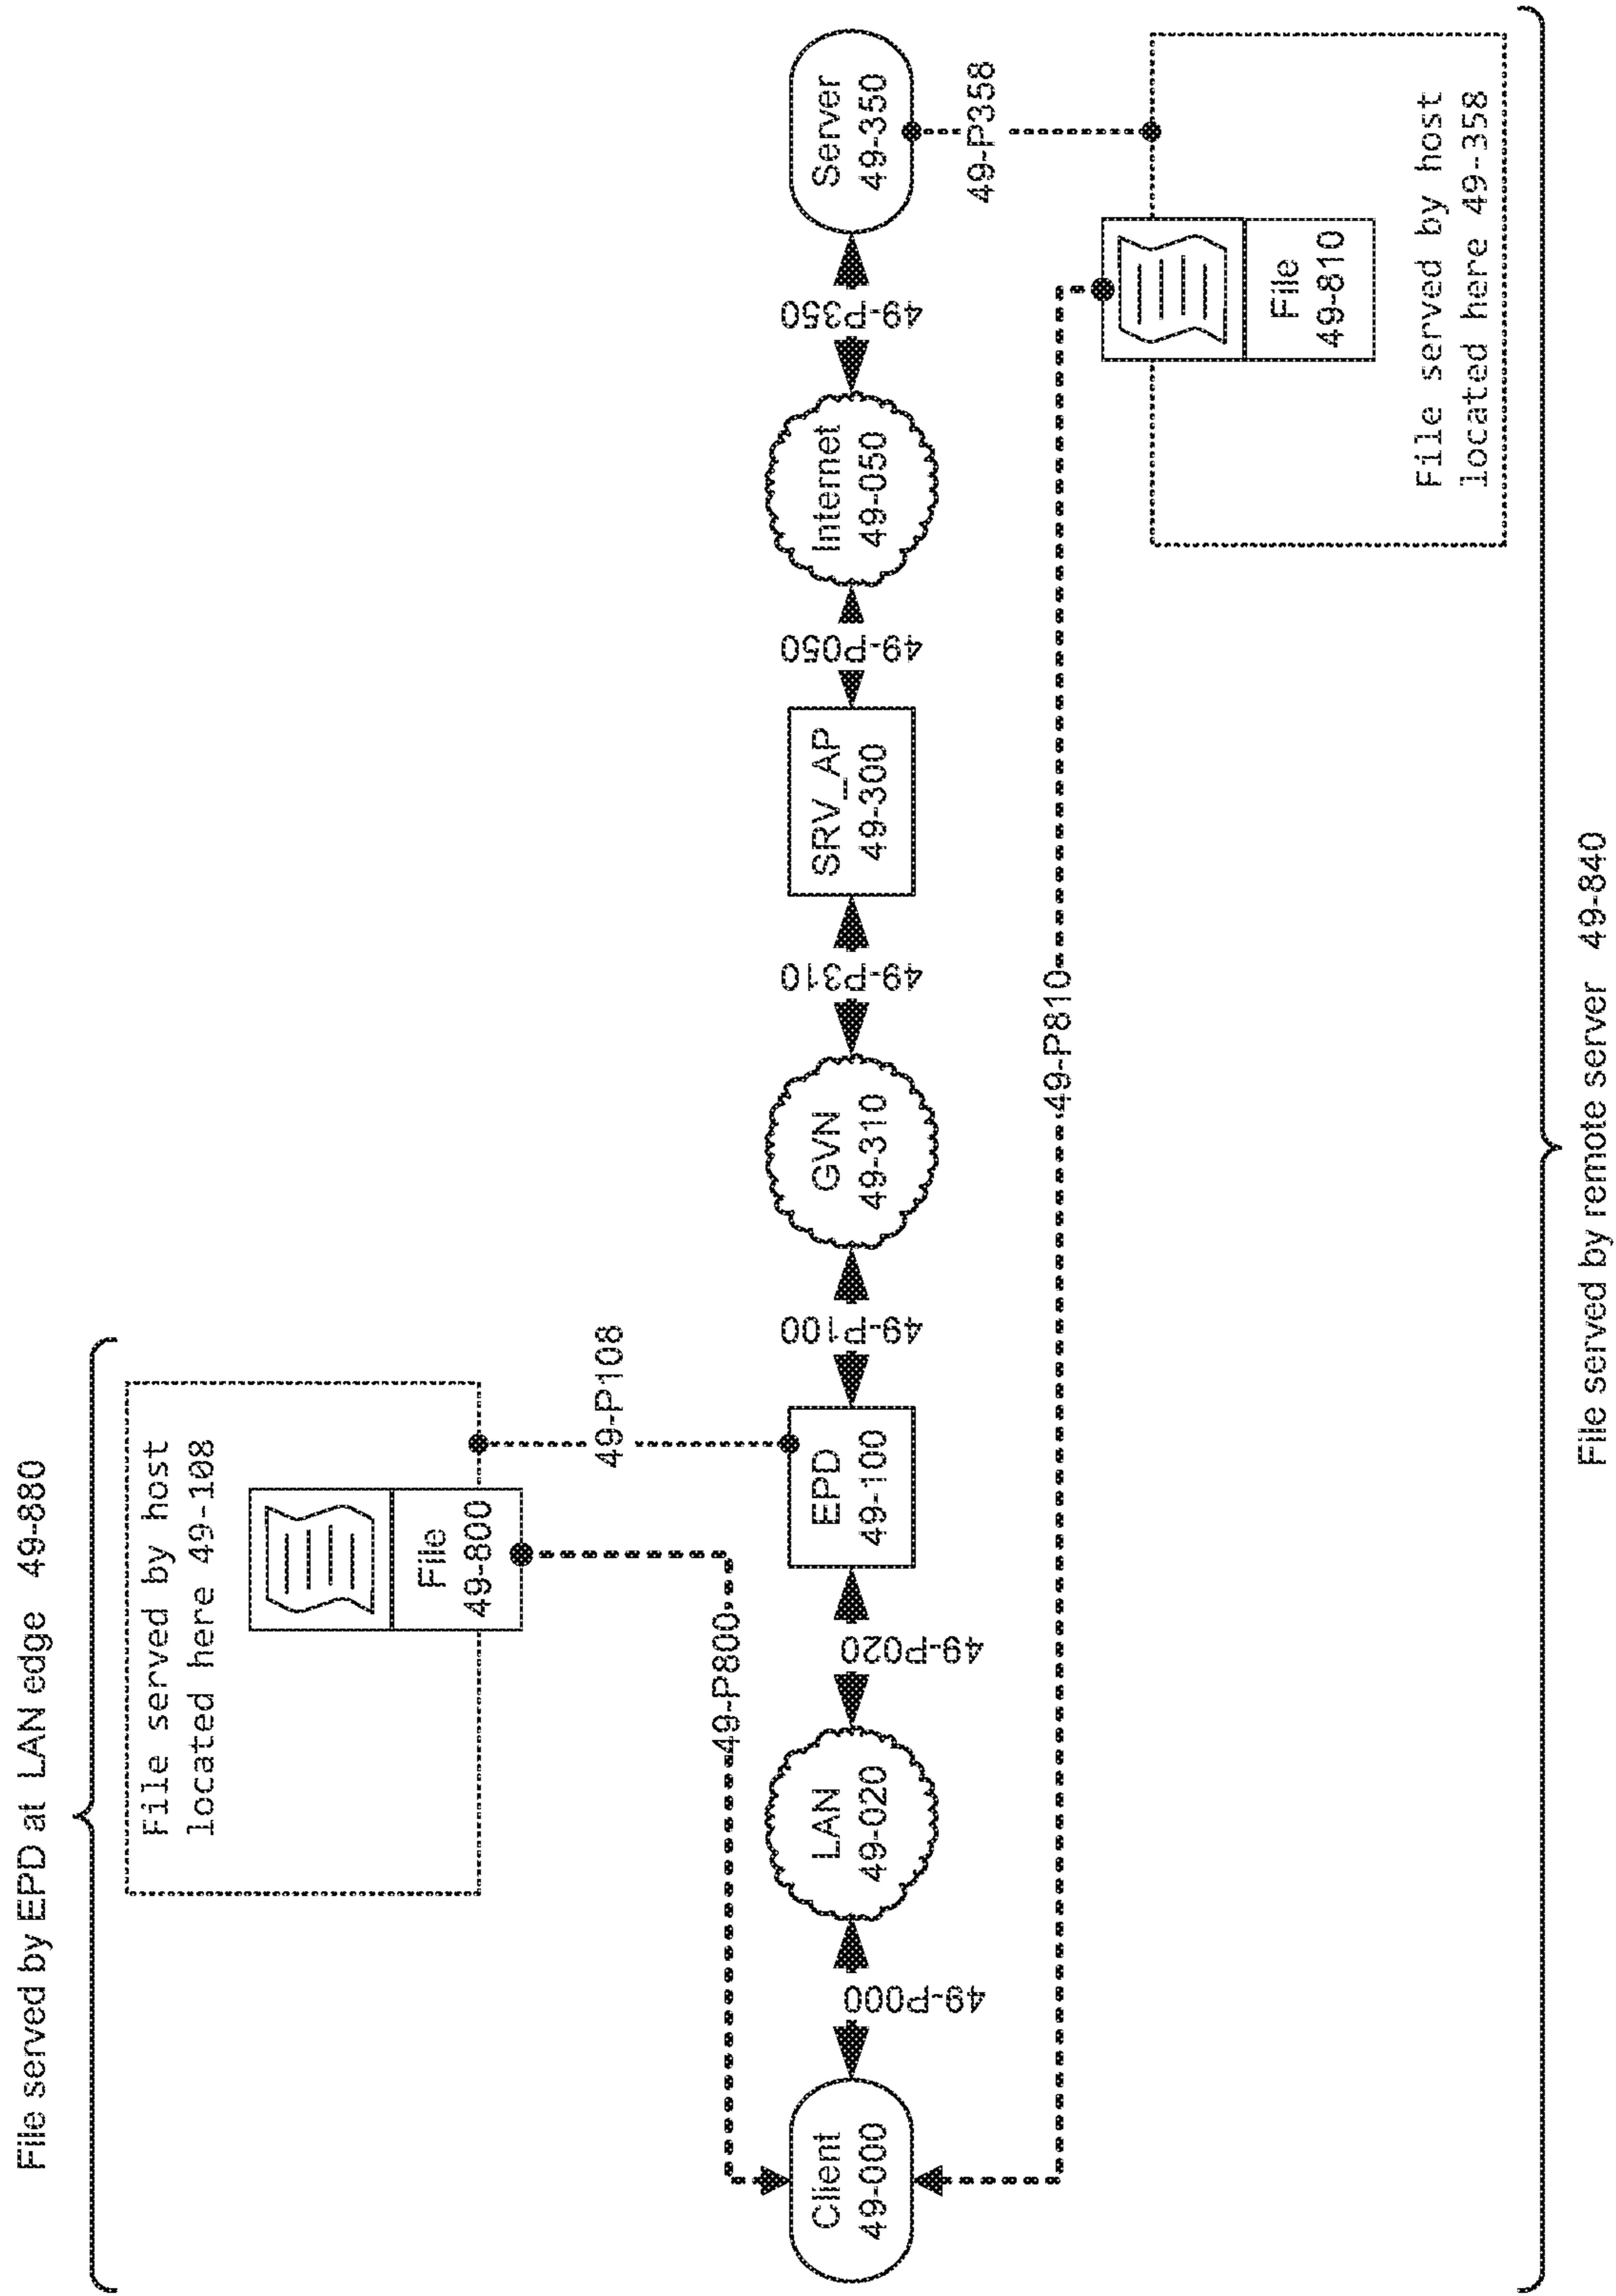 File served by EPD at LAN edge 49-880
File served by host
located here 49-108
File
49-800
49-P108
49-P800
Client
49-000
49-P000
LAN
49-020
49-P020
EPD
49-100
49-P100
GVN
49-310
49-P310
SRV_AP
49-300
49-P050
Internet
49-050
49-P350
Server
49-350
49-P358
49-P810
File
49-810
File served by host
located here 49-358
File served by remote server 49-840